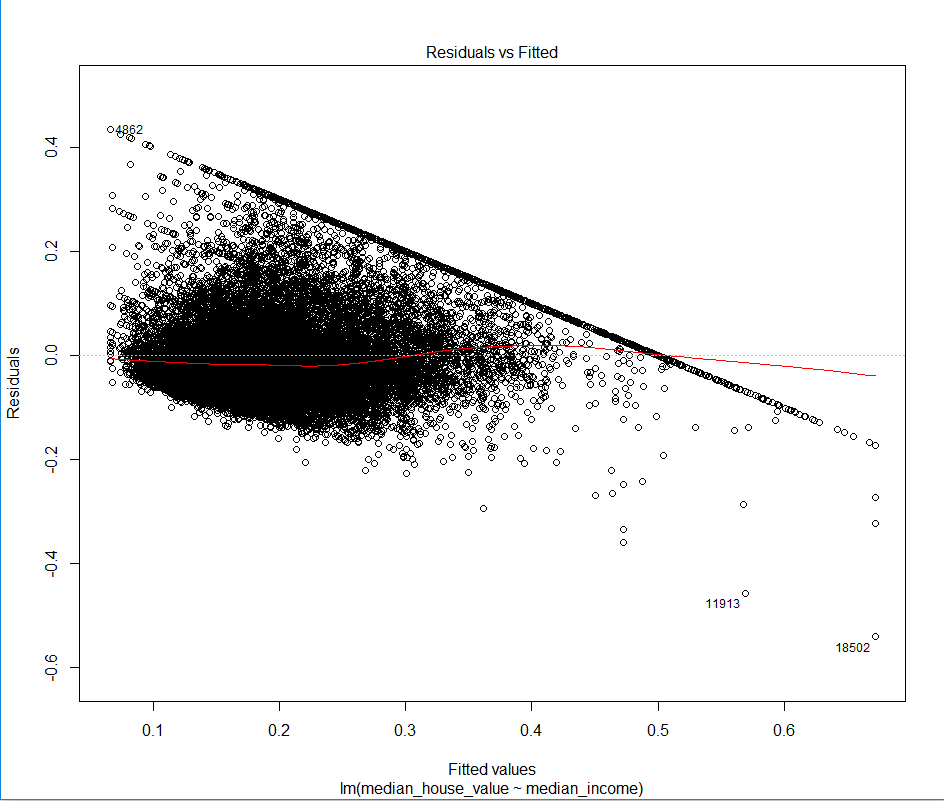 Residuals vs Fitted
4862
0.4
0.2
0.0
-0.2
-0.4
-0.6
Residuals
11913
18502
0.1 0.2 0.3 0.4 0.5 0.6
Fitted values
lm(median_house_value ~ median_income)